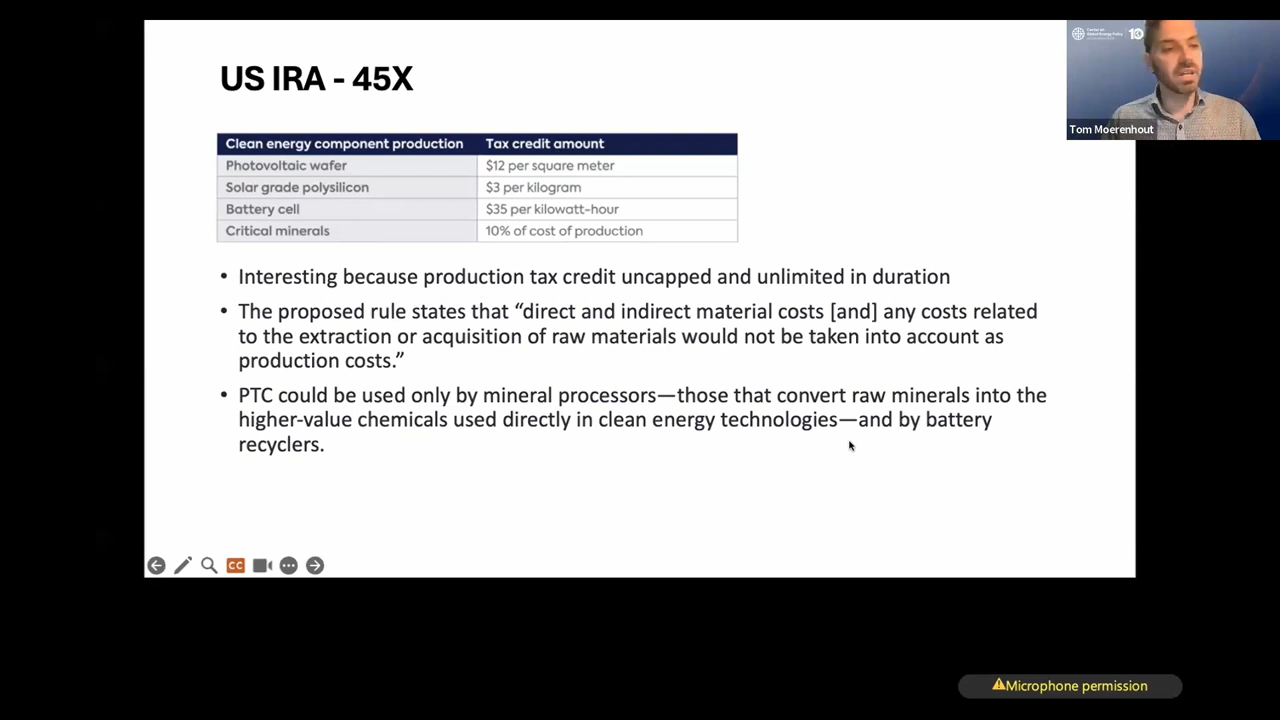 US IRA - 45X
Clean energy component production Tax credit amount
Photovoltaic wafer $12 per square meter
Solar grade polysilicon $3 per kilogram
Battery cell $35 per kilowatt-hour
Critical minerals 10% of cost of production
• Interesting because production tax credit uncapped and unlimited in duration
• The proposed rule states that “direct and indirect material costs [and] any costs related
to the extraction or acquisition of raw materials would not be taken into account as
production costs.”
• PTC could be used only by mineral processors—those that convert raw minerals into the
higher-value chemicals used directly in clean energy technologies—and by battery
recyclers.
CC
Tom Moerenhout
Microphone permission